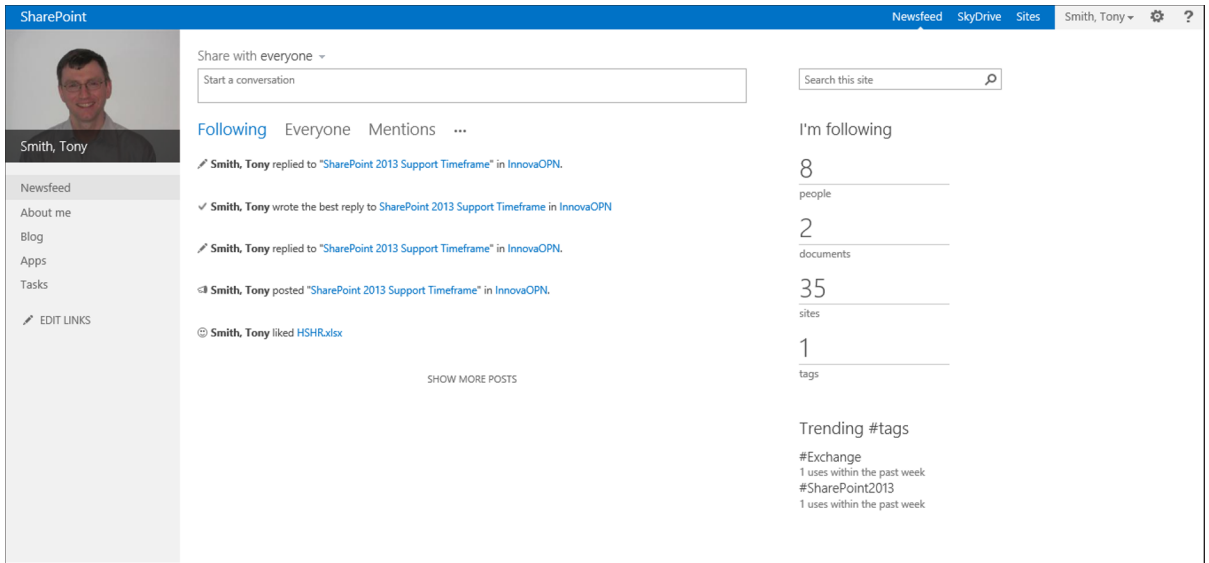 SharePoint
Newsfeed SkyDrive Sites Smith, Tony ?
Smith, Tony
Newsfeed
About me
Blog
Apps
Tasks
EDIT LINKS
Share with everyone
Start a conversation
Following Everyone Mentions ...
Smith, Tony replied to "SharePoint 2013 Support Timeframe" in InnovaOPN.
Smith, Tony wrote the best reply to SharePoint 2013 Support Timeframe in InnovaOPN
Smith, Tony replied to "SharePoint 2013 Support Timeframe" in InnovaOPN.
Smith, Tony posted "SharePoint 2013 Support Timeframe" in InnovaOPN.
Smith, Tony liked HSHR.xlsx
SHOW MORE POSTS
Search this site
I'm following
8
people
2
documents
35
sites
1
tags
Trending #tags
#Exchange
1 uses within the past week
#SharePoint2013
1 uses within the past week